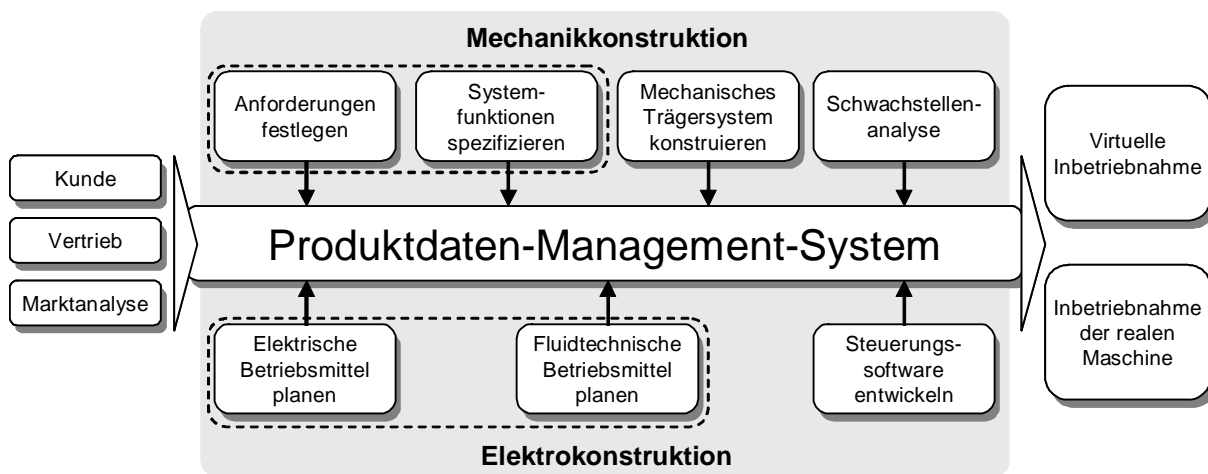 Mechanikkonstruktion
Anforderungen
festlegen
System-
funktionen
spezifizieren
Mechanisches
Trägersystem
konstruieren
Schwachstellen-
analyse
Kunde
Vertrieb
Marktanalyse
Produktdaten-Management-System
Virtuelle
Inbetriebnahme
Inbetriebnahme
der realen
Maschine
Elektrische
Betriebsmittel
planen
Fluidtechnische
Betriebsmittel
planen
Steuerungs-
software
entwickeln
Elektrokonstruktion